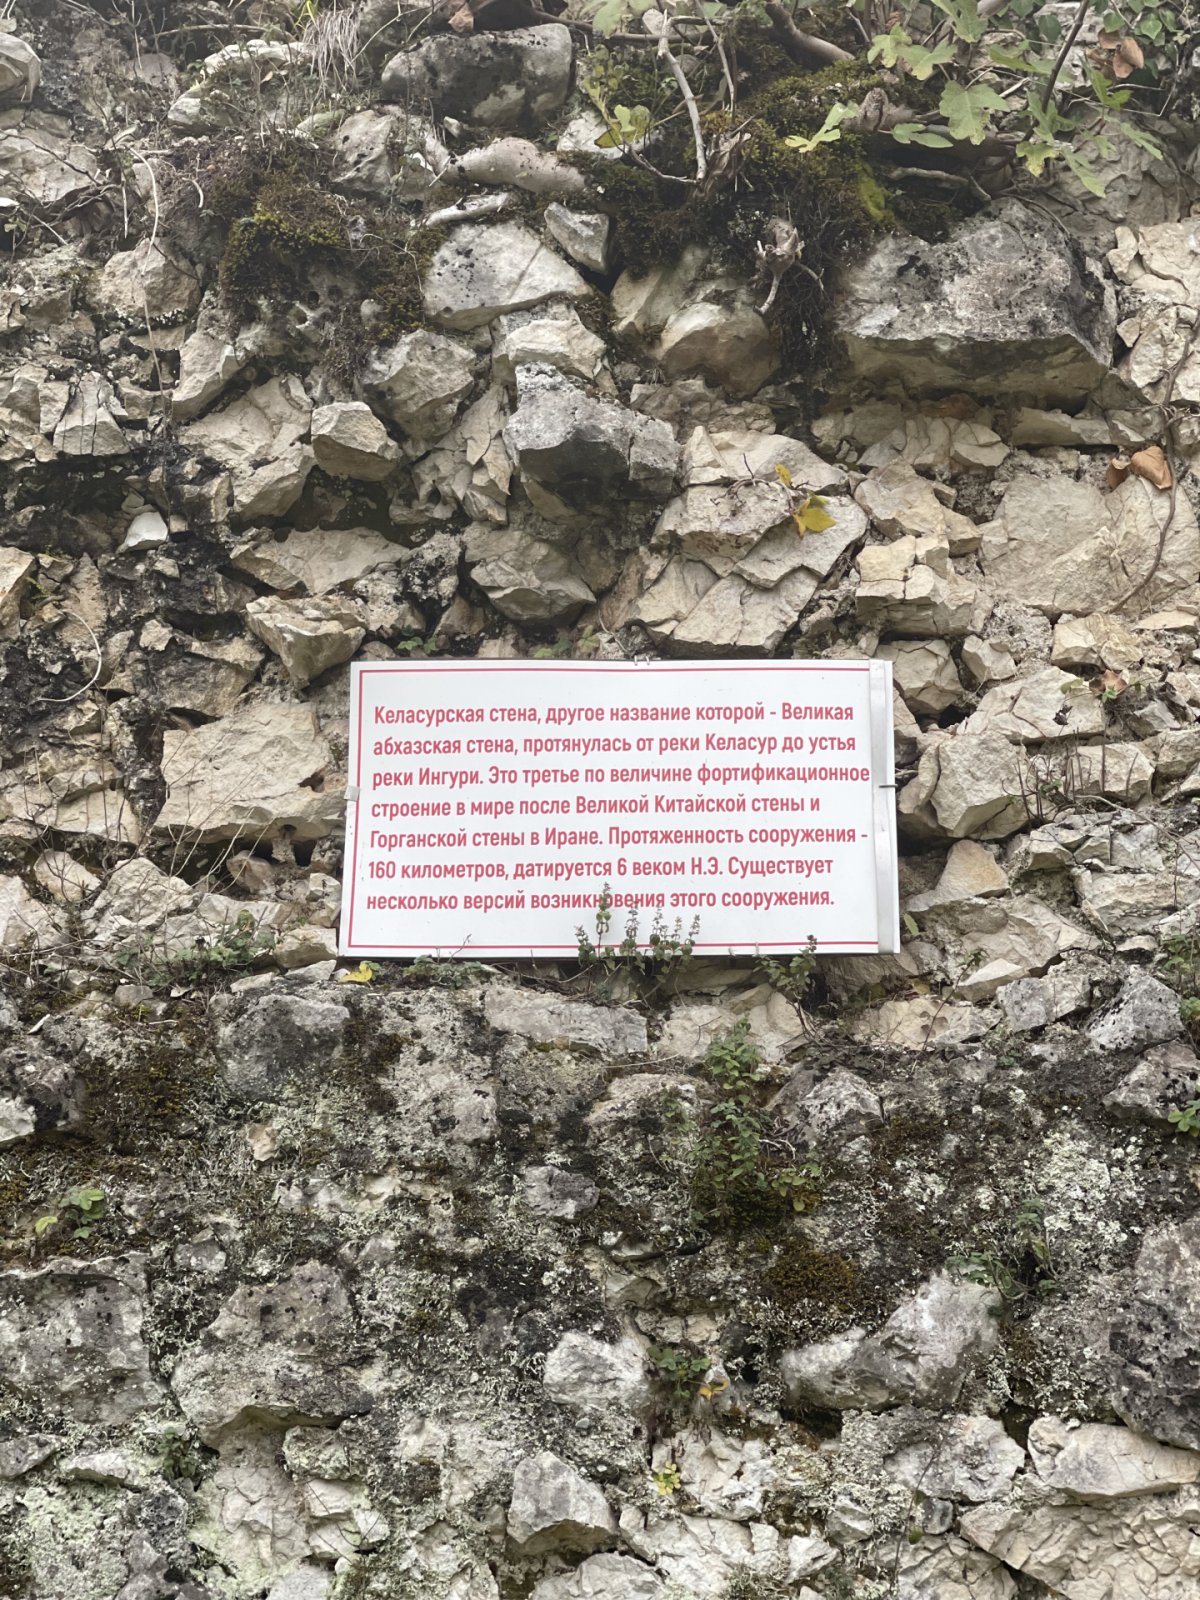 Келасурская стена, другое название которой - Великая
абхазская стена, протянулась от реки Келасур до устья
реки Ингури. Это третье по величине фортификационное
строение в мире после Великой Китайской стены и
Горганской стены в Иране. Протяженность сооружения -
160 километров, датируется 6 веком Н.Э. Существует
несколько версий возникновения этого сооружения.